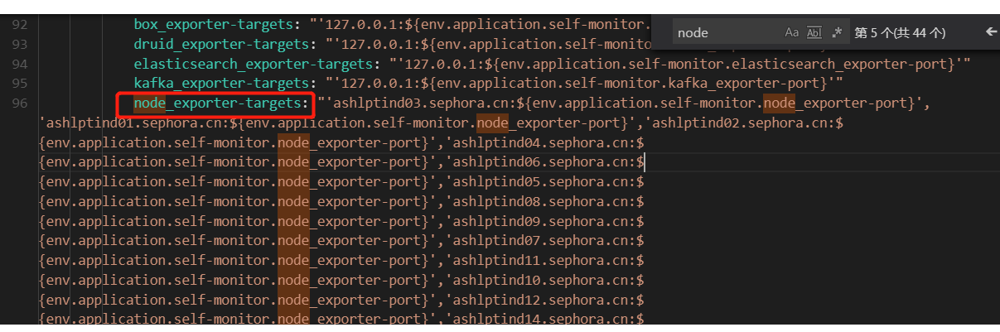 92 box_exporter-targets: "'127.0.0.1:${env.application.self-monitor.
93 druid_exporter-targets: "'127.0.0.1:${env.application.self-monito
node Aa Abl .* 第 5 个(共 44 个) ←
94 elasticsearch_exporter-targets: "'127.0.0.1:${env.application.self-monitor.elasticsearch_exporter-port}'"
95 kafka_exporter-targets: "'127.0.0.1:${env.application.self-monitor.kafka_exporter-port}'"
96 node_exporter-targets: "'ashlptind03.sephora.cn:${env.application.self-monitor.node_exporter-port}',
'ashlptind01.sephora.cn:${env.application.self-monitor.node_exporter-port}','ashlptind02.sephora.cn:$
{env.application.self-monitor.node_exporter-port}','ashlptind04.sephora.cn:$
{env.application.self-monitor.node_exporter-port}','ashlptind06.sephora.cn:$
{env.application.self-monitor.node_exporter-port}','ashlptind05.sephora.cn:$
{env.application.self-monitor.node_exporter-port}','ashlptind08.sephora.cn:$
{env.application.self-monitor.node_exporter-port}','ashlptind09.sephora.cn:$
{env.application.self-monitor.node_exporter-port}','ashlptind07.sephora.cn:$
{env.application.self-monitor.node_exporter-port}','ashlptind11.sephora.cn:$
{env.application.self-monitor.node_exporter-port}','ashlptind10.sephora.cn:$
{env.application.self-monitor.node_exporter-port}','ashlptind12.sephora.cn:$
{env.application.self-monitor.node_exporter-port}','ashlptind14.sephora.cn:$